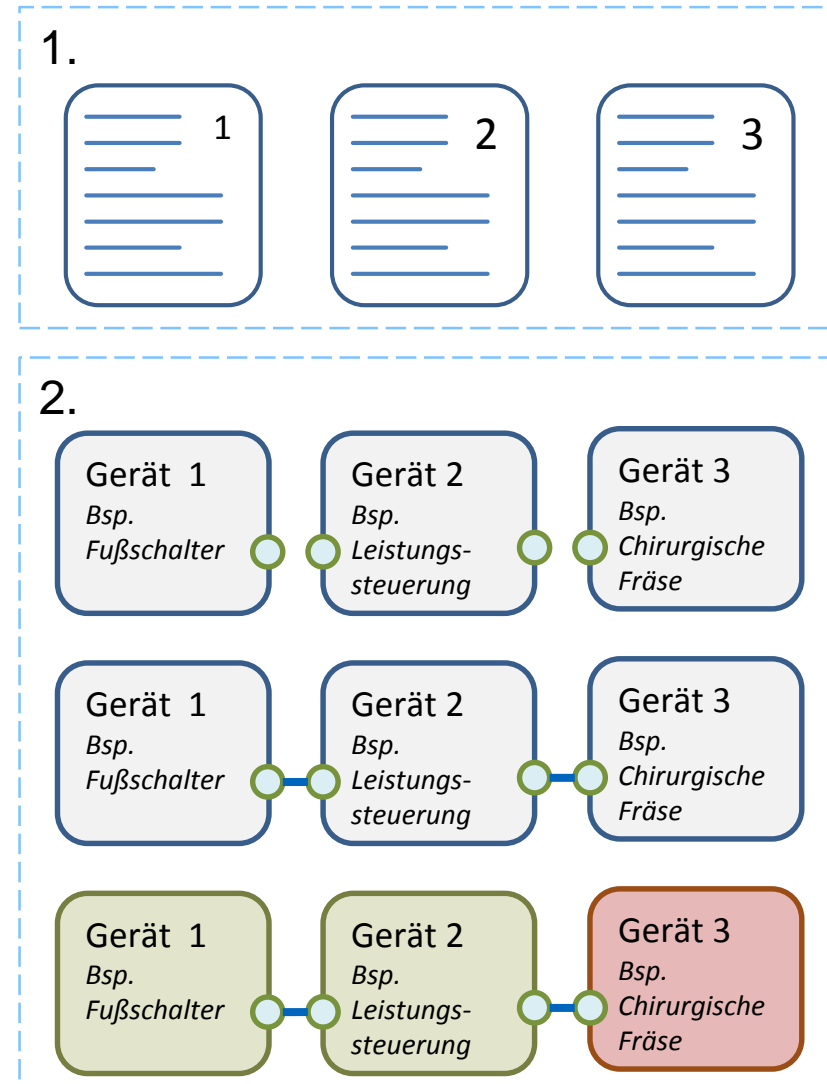 1.
1
2
3
2.
Gerät 1
Bsp.
Fußschalter
Gerät 2
Bsp.
Leistungs-
steuerung
Gerät 3
Bsp.
Chirurgische
Fräse
Gerät 1
Bsp.
Fußschalter
Gerät 2
Bsp.
Leistungs-
steuerung
Gerät 3
Bsp.
Chirurgische
Fräse
Gerät 1
Bsp.
Fußschalter
Gerät 2
Bsp.
Leistungs-
steuerung
Gerät 3
Bsp.
Chirurgische
Fräse